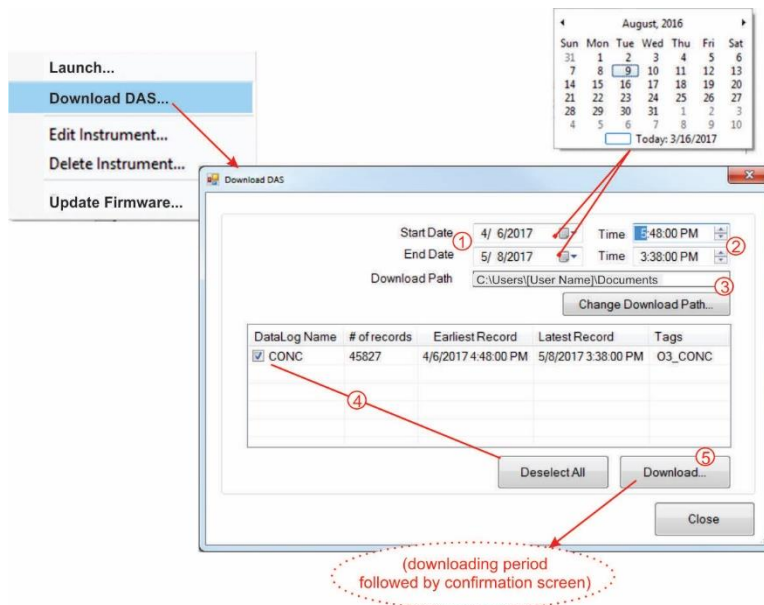 August, 2016
Sun Mon Tue Wed Thu Fri Sat
31 1 2 3 4 5 6
7 8 9 10 11 12 13
14 15 16 17 18 19 20
21 22 23 24 25 26 27
28 29 30 31 1 2 3
4 5 6 7 8 9 10
Today: 3/16/2017
Launch...
Download DAS...
Edit Instrument...
Delete Instrument...
Update Firmware...
Download DAS
Start Date 4/ 6/2017 Time 5:48:00 PM
① ②
End Date 5/ 8/2017 Time 3:38:00 PM
Download Path C:\Users\[User Name]\Documents
③
Change Download Path...
DataLog Name # of records Earliest Record Latest Record Tags
CONC 45827 4/6/2017 4:48:00 PM 5/8/2017 3:38:00 PM O3_CONC
④
⑤
Deselect All Download...
Close
(downloading period
followed by confirmation screen)